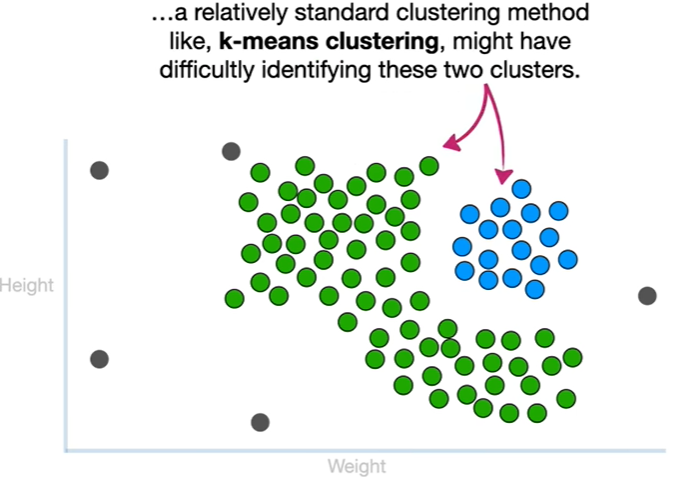 ...a relatively standard clustering method
like, k-means clustering, might have
difficultly identifying these two clusters.
Height
Weight